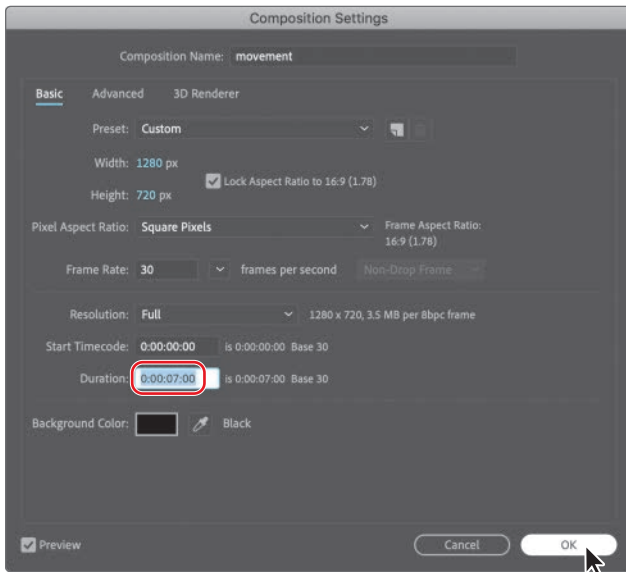 Composition Settings
Composition Name: movement
Basic Advanced 3D Renderer
Preset: Custom
Width: 1280 px
Lock Aspect Ratio to 16:9 (1.78)
Height: 720 px
Pixel Aspect Ratio: Square Pixels Frame Aspect Ratio:
16:9 (1.78)
Frame Rate: 30 frames per second Non-Drop Frame
Resolution: Full 1280 x 720, 3.5 MB per 8bpc frame
Start Timecode: 0:00:00:00 is 0:00:00:00 Base 30
Duration: 0:00:07:00 is 0:00:07:00 Base 30
Background Color: Black
Preview Cancel OK